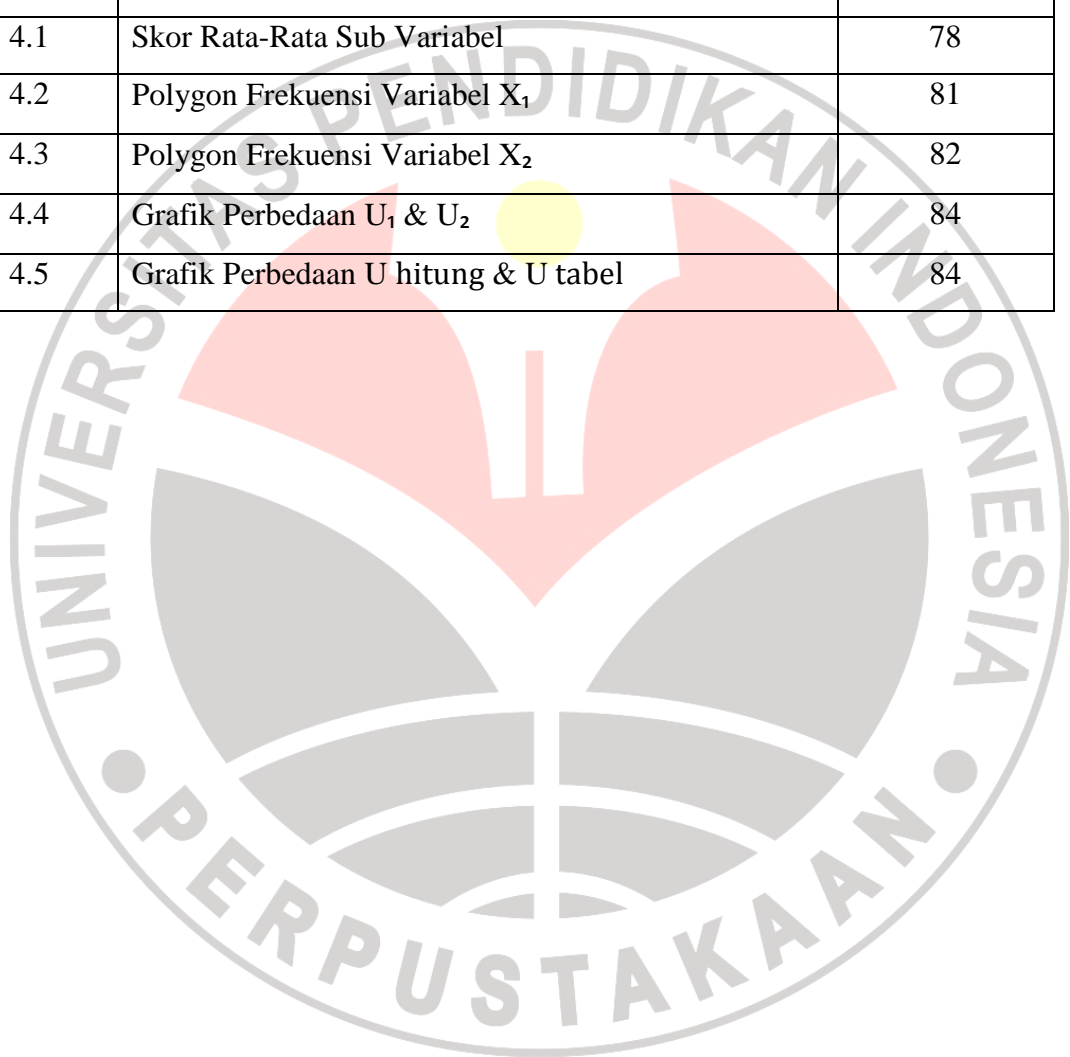 4.1 Skor Rata-Rata Sub Variabel 78
4.2 Polygon Frekuensi Variabel X₁ 81
4.3 Polygon Frekuensi Variabel X₂ 82
4.4 Grafik Perbedaan U₁ & U₂ 84
4.5 Grafik Perbedaan U hitung & U tabel 84
UNIVERSITAS PENDIDIKAN INDONESIA
PERPUSTAKAAN